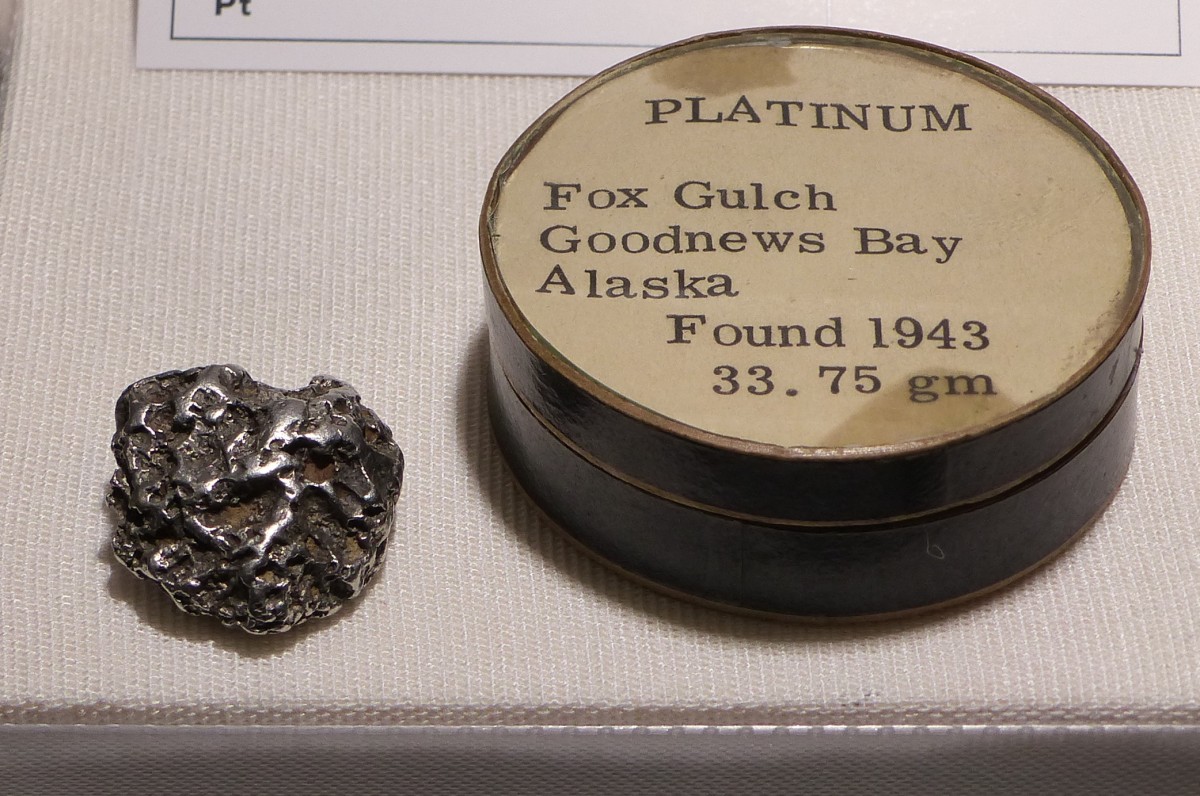 Pt
PLATINUM
Fox Gulch
Goodnews Bay
Alaska
Found 1943
33.75 gm